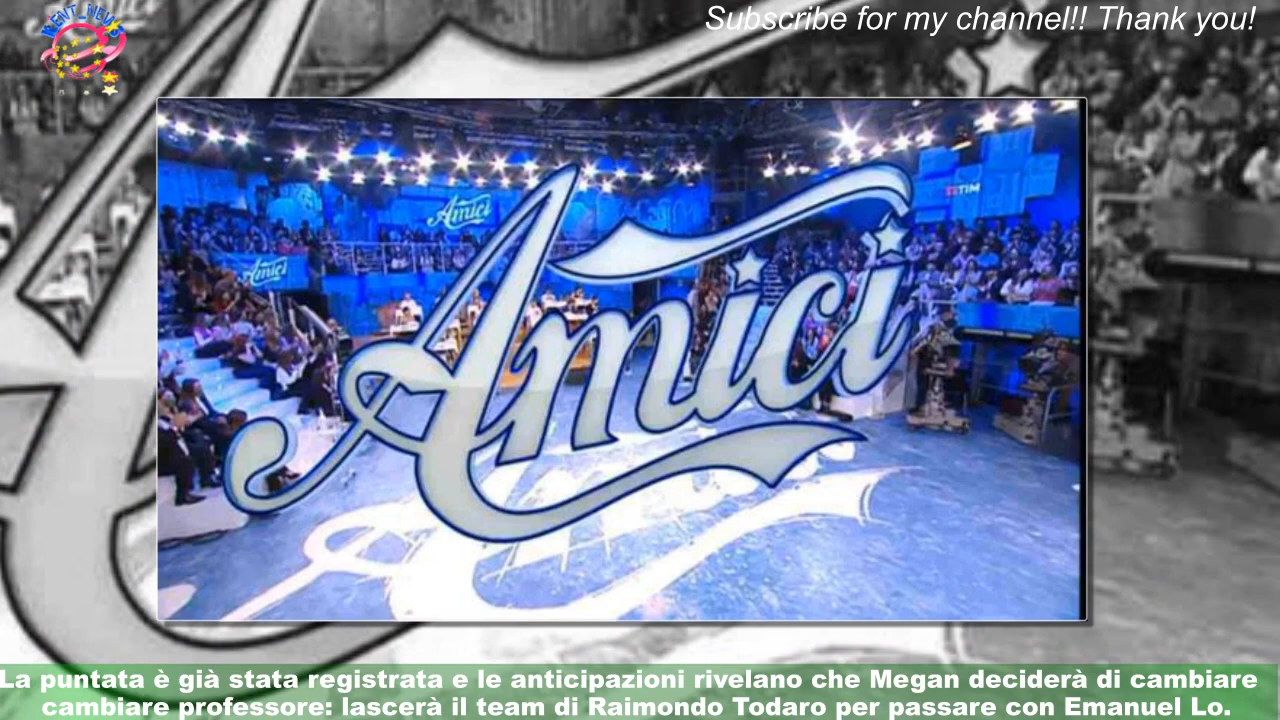 Subscribe for my channel!! Thank you!
Amici
TIM
Amici
Amici
La puntata è già stata registrata e le anticipazioni rivelano che Megan deciderà di cambiare
cambiare professore: lascerà il team di Raimondo Todaro per passare con Emanuel Lo.